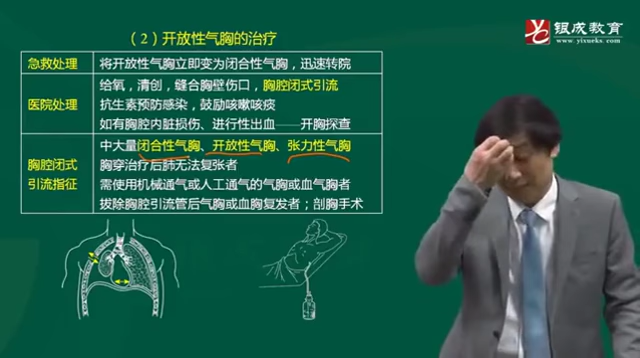 银成教育
www.yixueks.com
（2）开放性气胸的治疗
急救处理
将开放性气胸立即变为闭合性气胸，迅速转院
医院处理
给氧，清创，缝合胸壁伤口，胸腔闭式引流
抗生素预防感染，鼓励咳嗽咳痰
如有胸腔内脏损伤、进行性出血——开胸探查
胸腔闭式
引流指征
中大量闭合性气胸、开放性气胸、张力性气胸
胸穿治疗后肺无法复张者
需使用机械通气或人工通气的气胸或血气胸者
拔除胸腔引流管后气胸或血胸复发者；剖胸手术